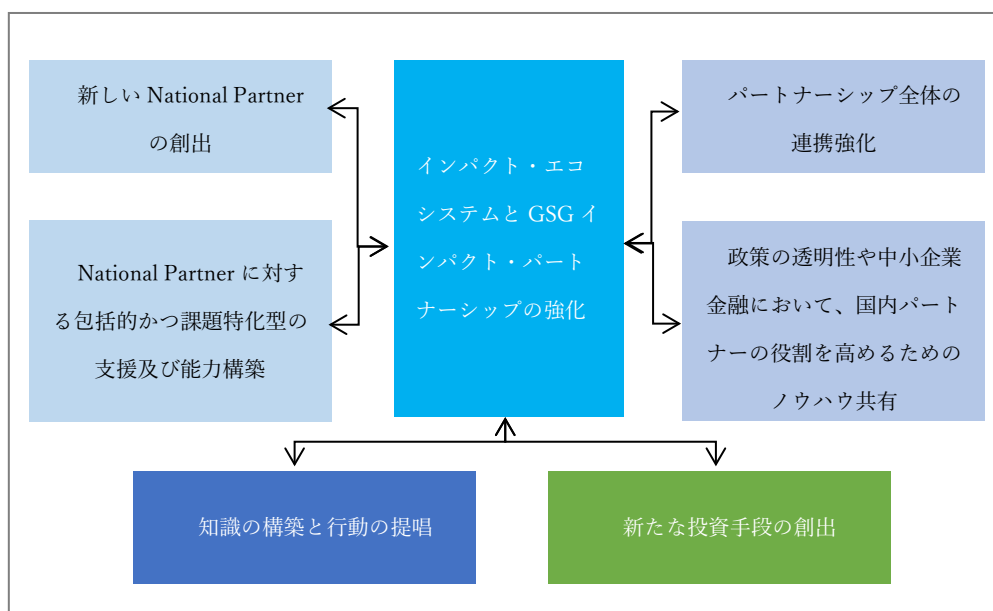 新しい National Partner
の創出
National Partner に対す
る包括的かつ課題特化型の
支援及び能力構築
インパクト・エコ
システムと GSG イ
ンパクト・パート
ナーシップの強化
パートナーシップ全体の
連携強化
政策の透明性や中小企業
金融において、国内パート
ナーの役割を高めるための
ノウハウ共有
知識の構築と行動の提唱
新たな投資手段の創出